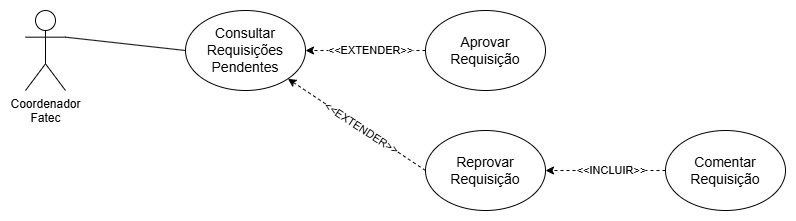 Consultar
Requisições
Pendentes
<<EXTENDER>>
Aprovar
Requisição
Coordenador
Fatec
<<EXTENDER>>
Reprovar
Requisição
<<INCLUIR>>
Comentar
Requisição